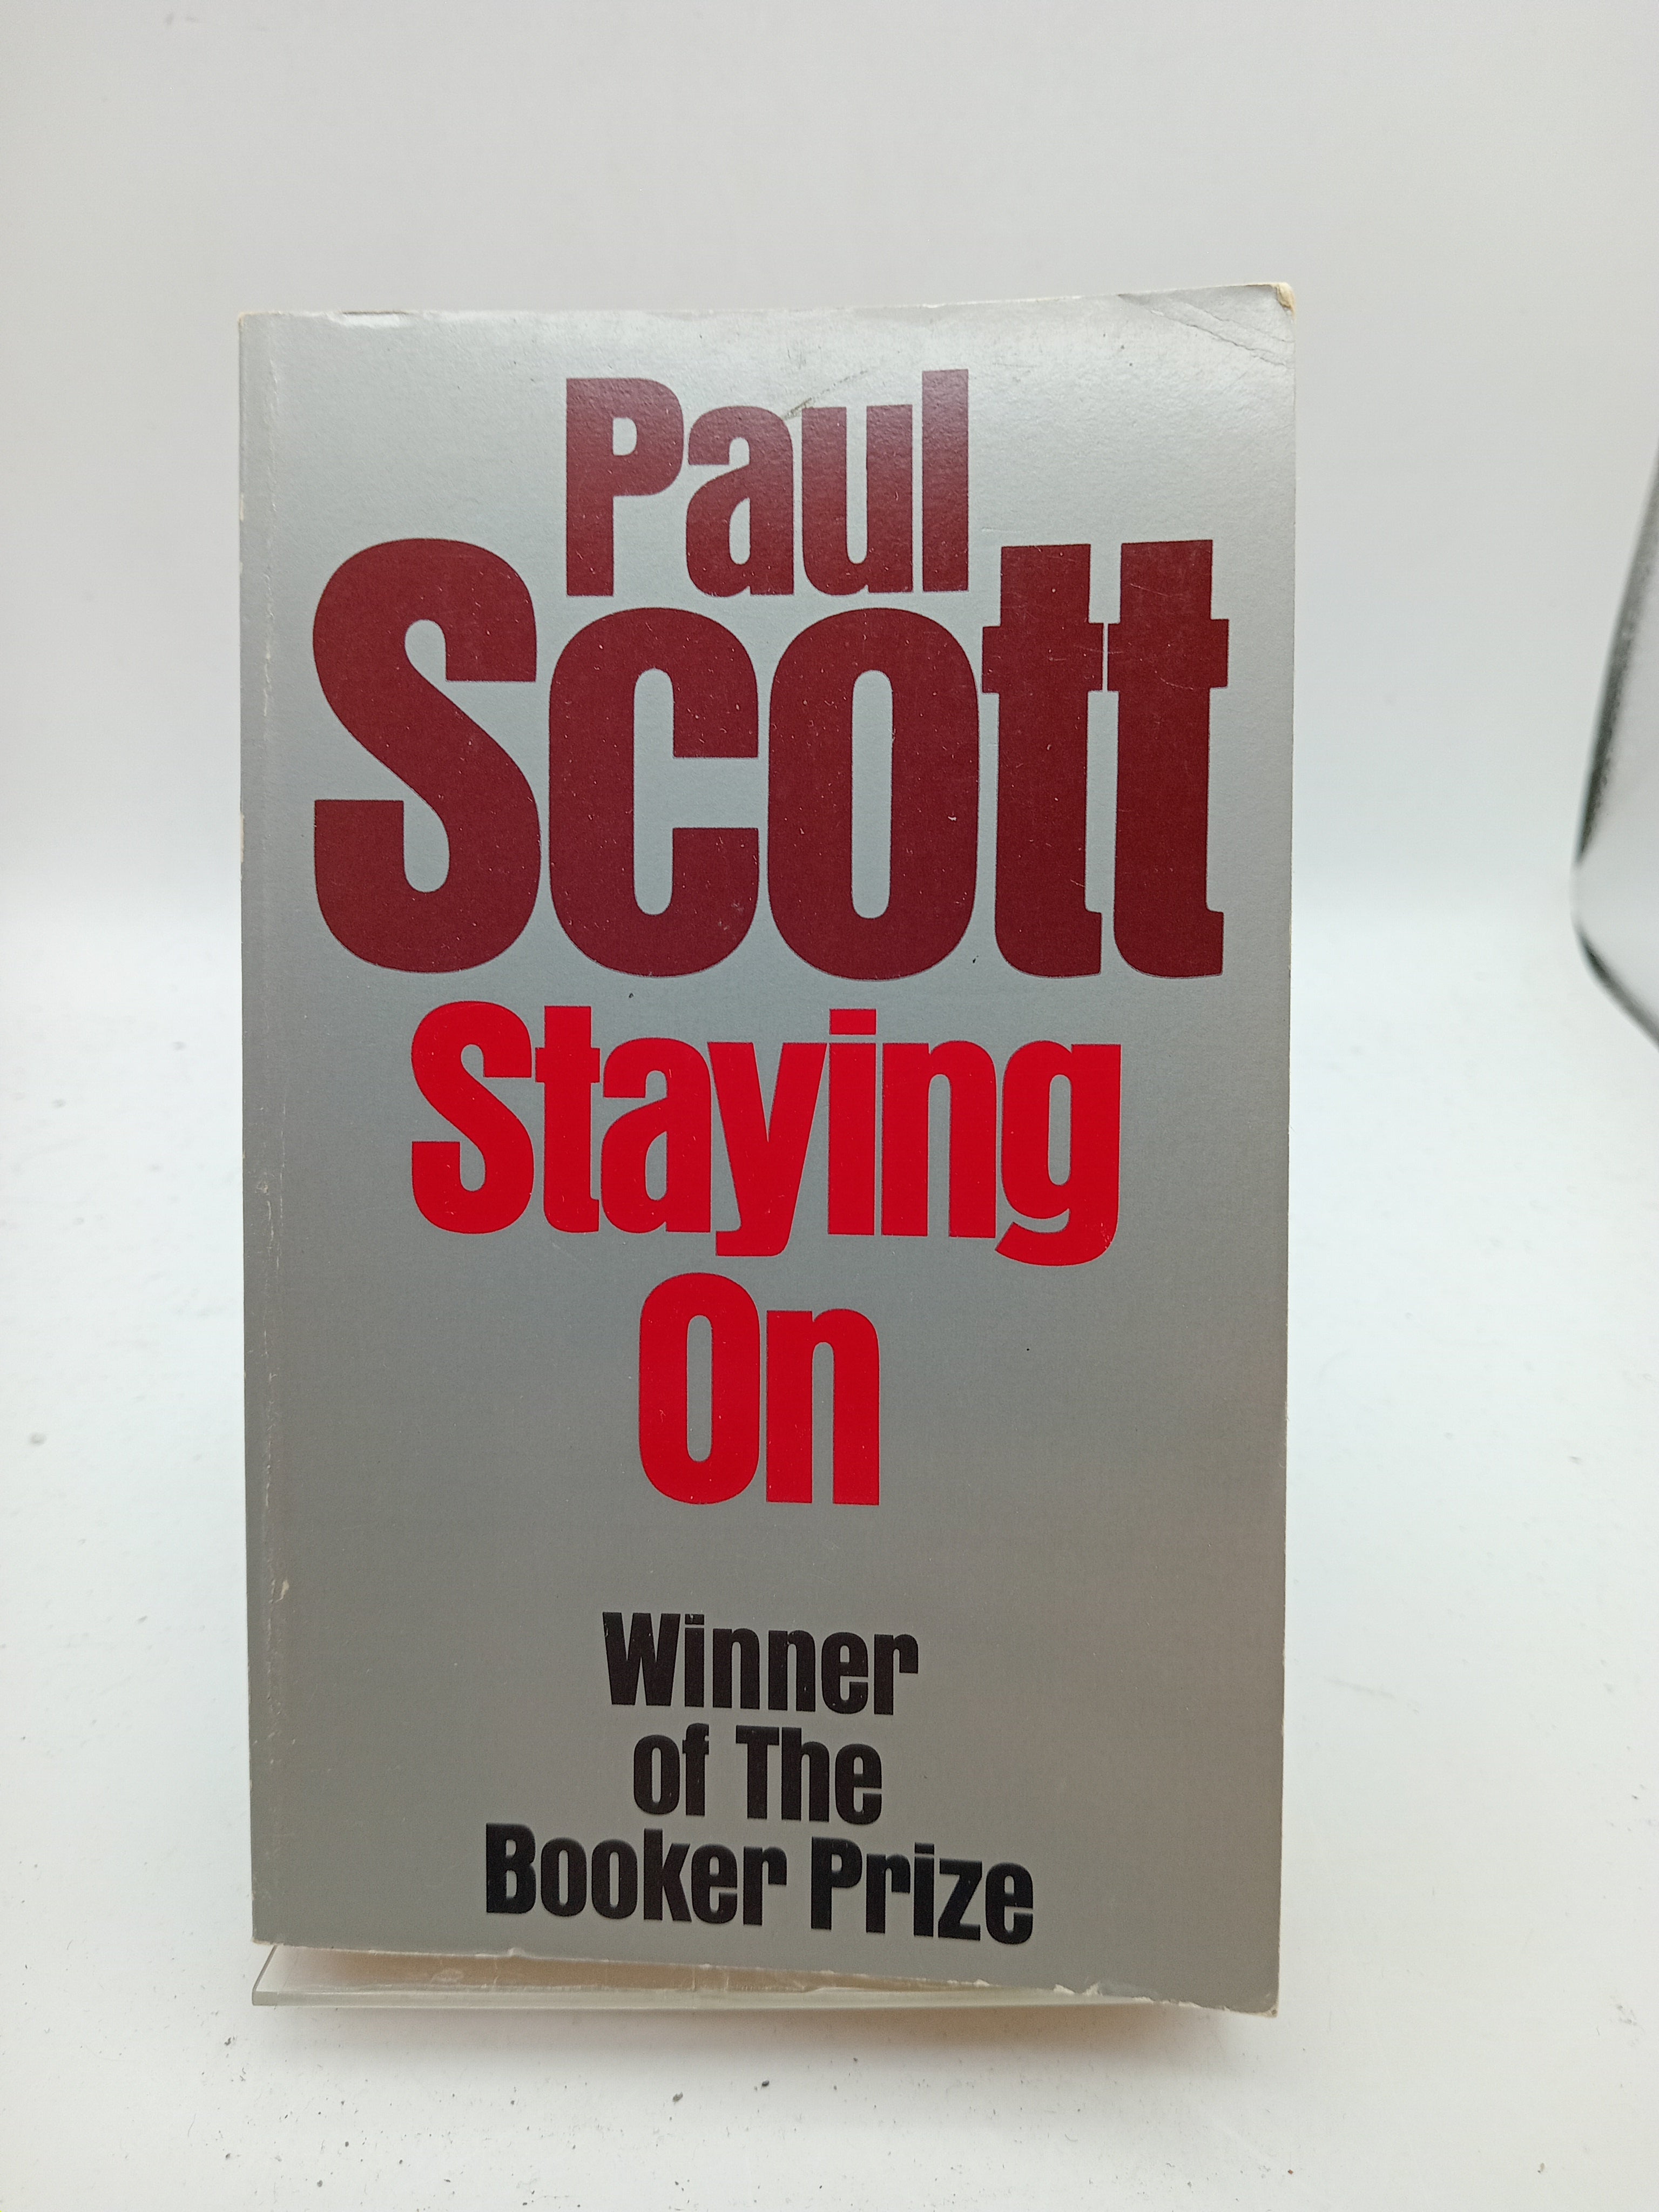 Paul
Scott
Staying
On
Winner
of The
Booker Prize